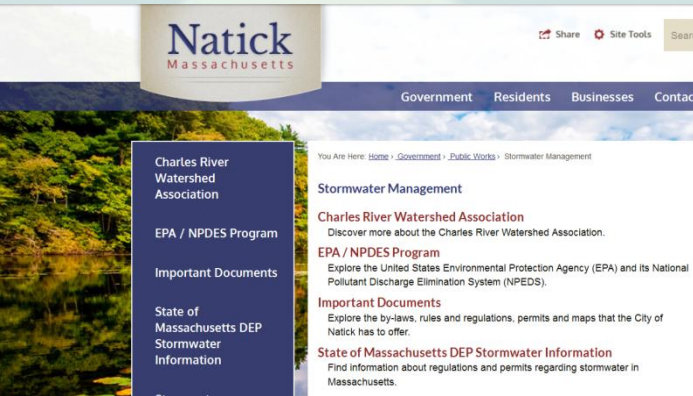 Natick
Massachusetts
Share
Site Tools
Government
Residents
Businesses
You Are Here: Home › Government › Public Works › Stormwater Management
Charles River
Watershed
Association
EPA / NPDES Program
Important Documents
State of
Massachusetts DEP
Stormwater
Information
Stormwater Management
Charles River Watershed Association
Discover more about the Charles River Watershed Association.
EPA / NPDES Program
Explore the United States Environmental Protection Agency (EPA) and its National
Pollutant Discharge Elimination System (NPEDS).
Important Documents
Explore the by-laws, rules and regulations, permits and maps that the City of
Natick has to offer.
State of Massachusetts DEP Stormwater Information
Find information about regulations and permits regarding stormwater in
Massachusetts.